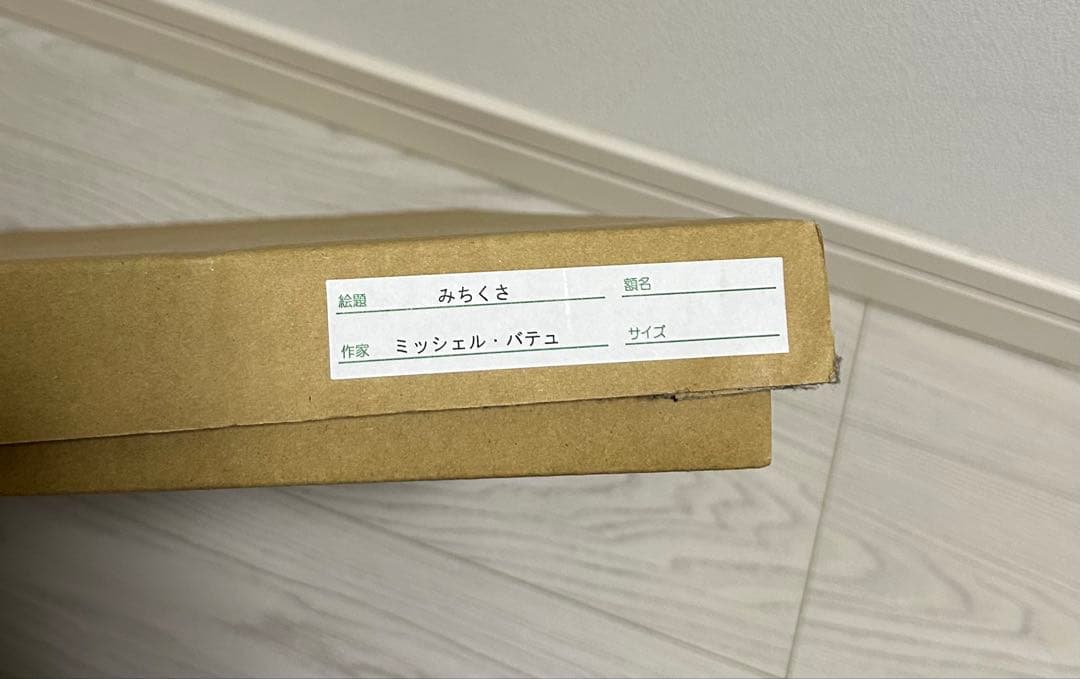 絵題 みちくさ 額名
作家 ミッシェル・バテュ サイズ